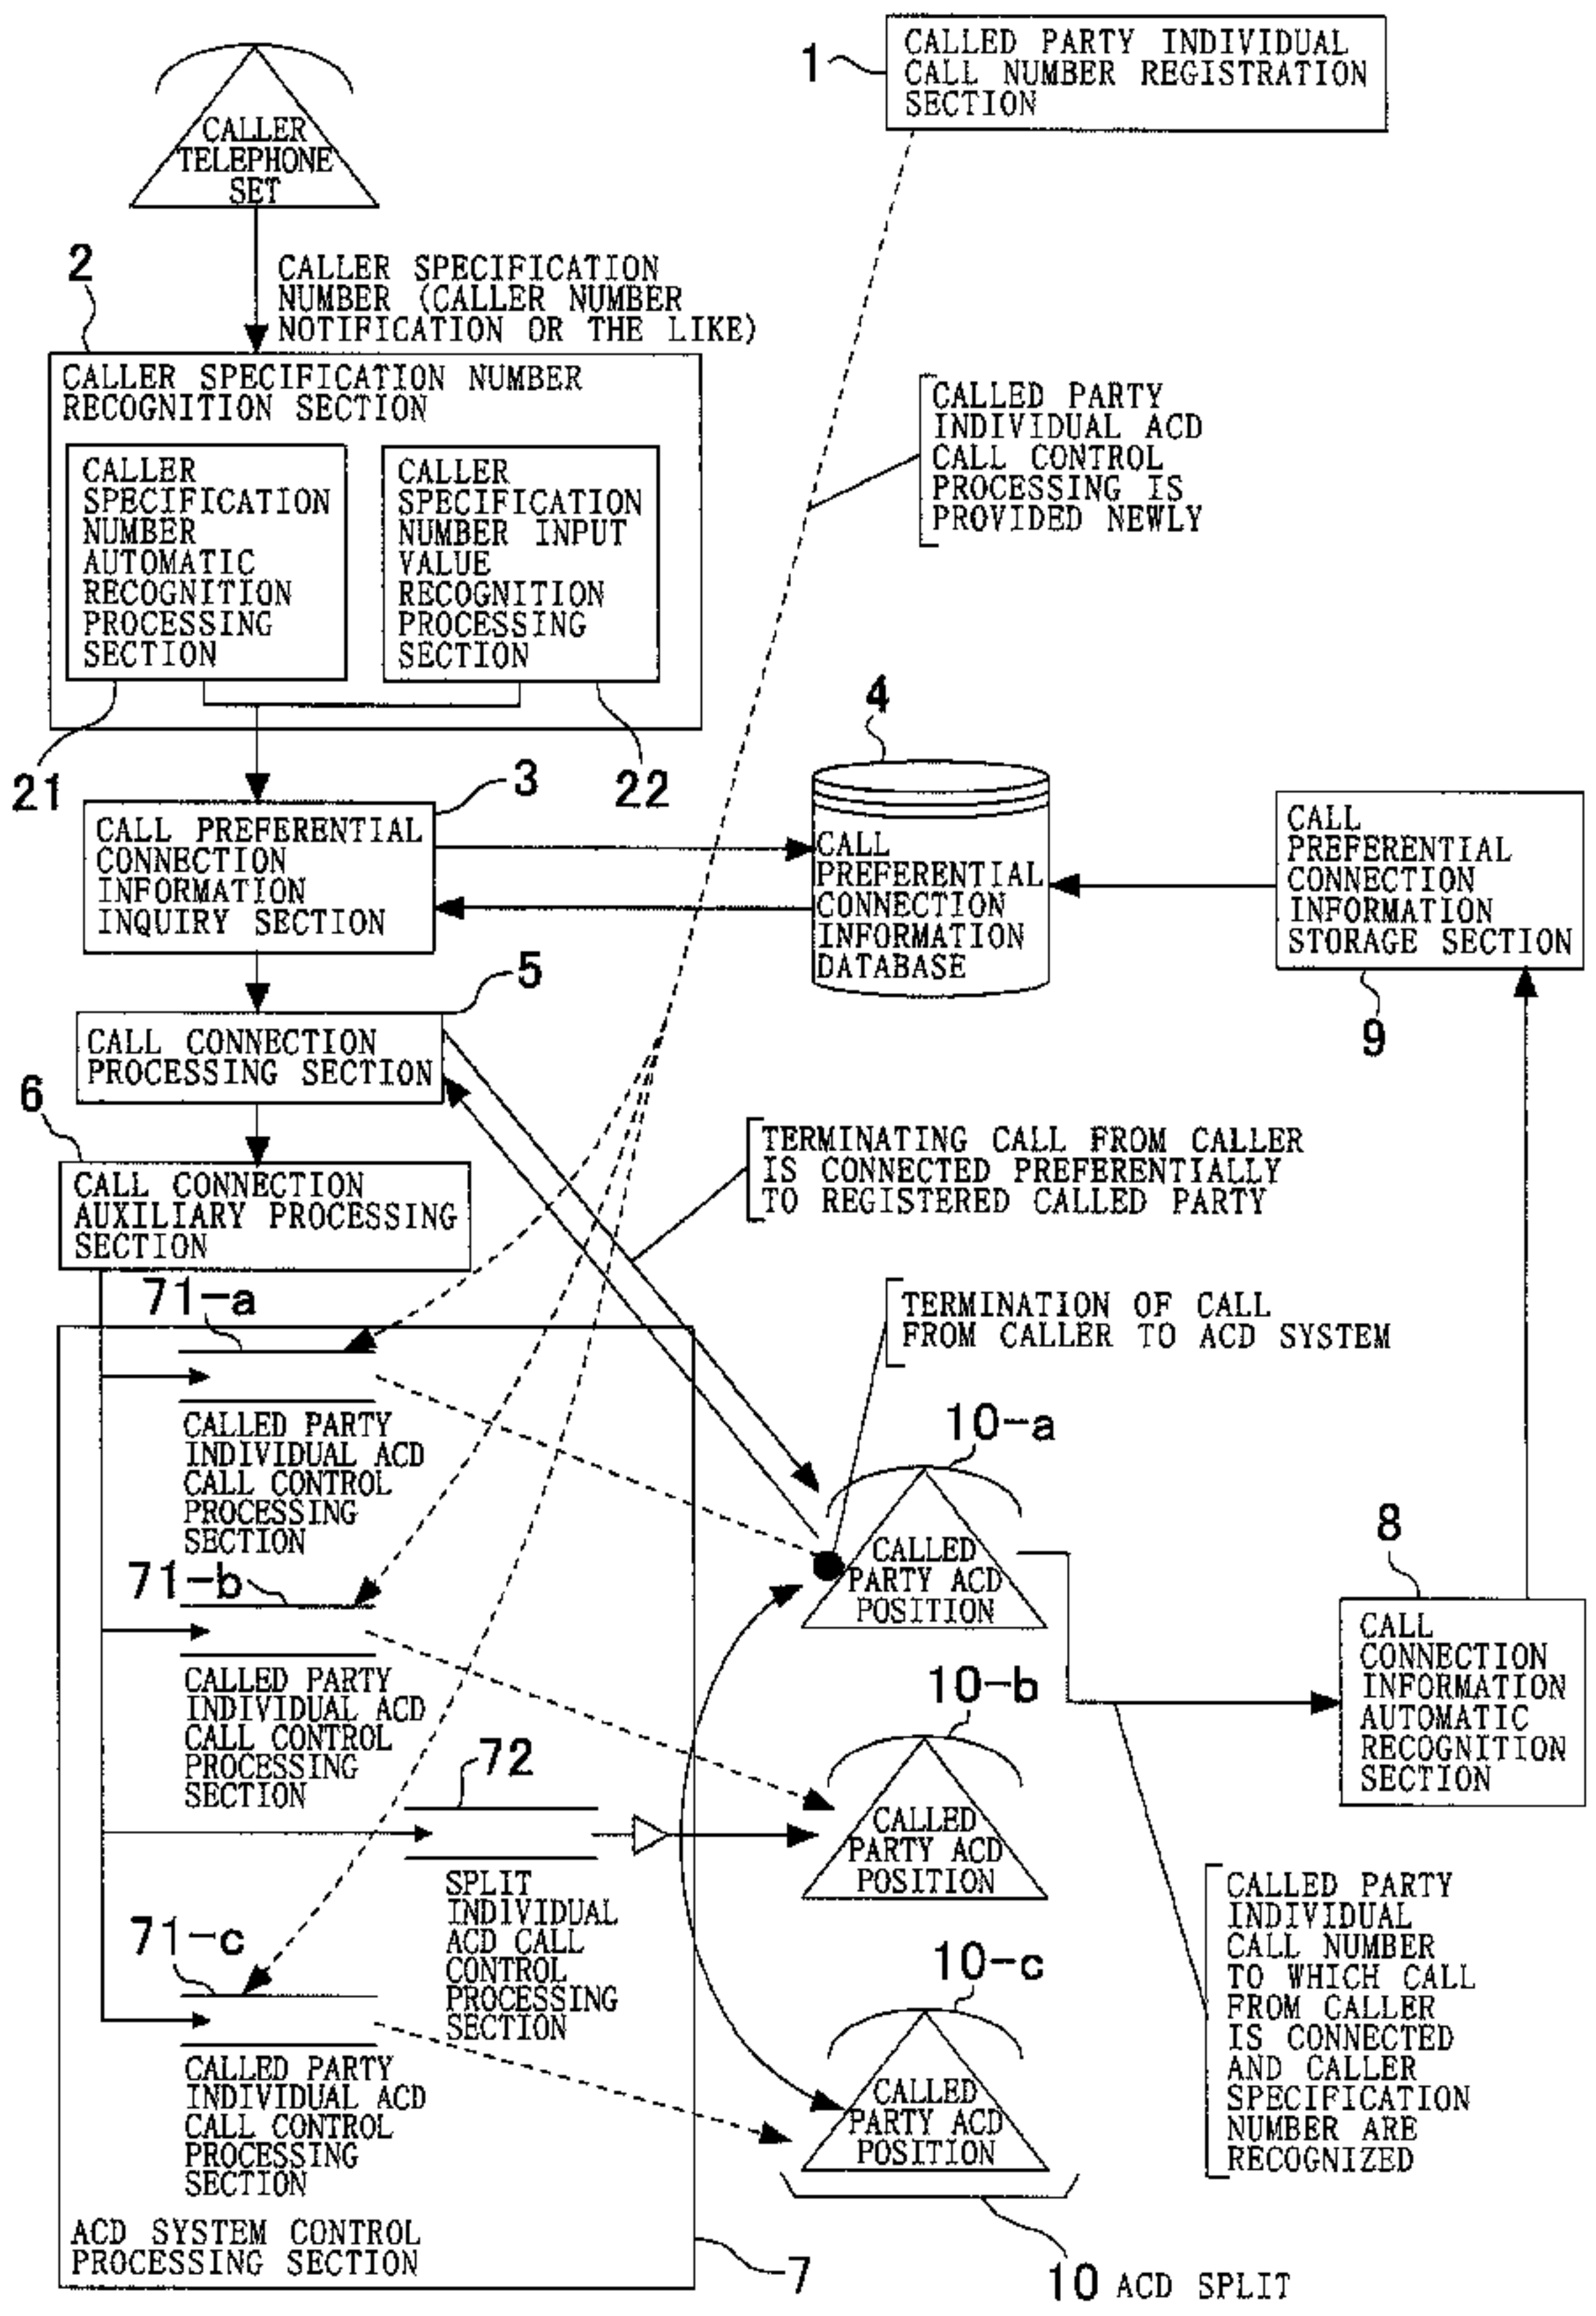 1
CALLED PARTY INDIVIDUAL
CALL NUMBER REGISTRATION
SECTION
CALLER
TELEPHONE
SET
2
CALLER SPECIFICATION
NUMBER (CALLER NUMBER
NOTIFICATION OR THE LIKE)
CALLER SPECIFICATION NUMBER
RECOGNITION SECTION
CALLER
SPECIFICATION
NUMBER
AUTOMATIC
RECOGNITION
PROCESSING
SECTION
CALLER
SPECIFICATION
NUMBER INPUT
VALUE
RECOGNITION
PROCESSING
SECTION
21
22
CALLED PARTY
INDIVIDUAL ACD
CALL CONTROL
PROCESSING IS
PROVIDED NEWLY
3
CALL PREFERENTIAL
CONNECTION
INFORMATION
INQUIRY SECTION
4
CALL
PREFERENTIAL
CONNECTION
INFORMATION
DATABASE
CALL
PREFERENTIAL
CONNECTION
INFORMATION
STORAGE SECTION
9
5
CALL CONNECTION
PROCESSING SECTION
6
CALL CONNECTION
AUXILIARY PROCESSING
SECTION
TERMINATING CALL FROM CALLER
IS CONNECTED PREFERENTIALLY
TO REGISTERED CALLED PARTY
TERMINATION OF CALL
FROM CALLER TO ACD SYSTEM
71-a
CALLED PARTY
INDIVIDUAL ACD
CALL CONTROL
PROCESSING
SECTION
71-b
CALLED PARTY
INDIVIDUAL ACD
CALL CONTROL
PROCESSING
SECTION
72
SPLIT
INDIVIDUAL
ACD CALL
CONTROL
PROCESSING
SECTION
71-c
CALLED PARTY
INDIVIDUAL ACD
CALL CONTROL
PROCESSING
SECTION
ACD SYSTEM CONTROL
PROCESSING SECTION
7
10-a
CALLED
PARTY ACD
POSITION
10-b
CALLED
PARTY ACD
POSITION
10-c
CALLED
PARTY ACD
POSITION
10 ACD SPLIT
8
CALL
CONNECTION
INFORMATION
AUTOMATIC
RECOGNITION
SECTION
CALLED PARTY
INDIVIDUAL
CALL NUMBER
TO WHICH CALL
FROM CALLER
IS CONNECTED
AND CALLER
SPECIFICATION
NUMBER ARE
RECOGNIZED